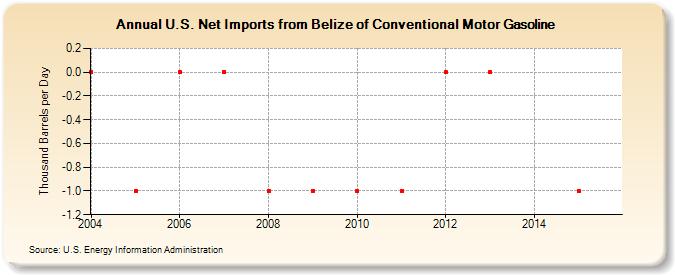 Annual U.S. Net Imports from Belize of Conventional Motor Gasoline
Thousand Barrels per Day
0.2
0.0
-0.2
-0.4
-0.6
-0.8
-1.0
-1.2
2004 2006 2008 2010 2012 2014
Source: U.S. Energy Information Administration